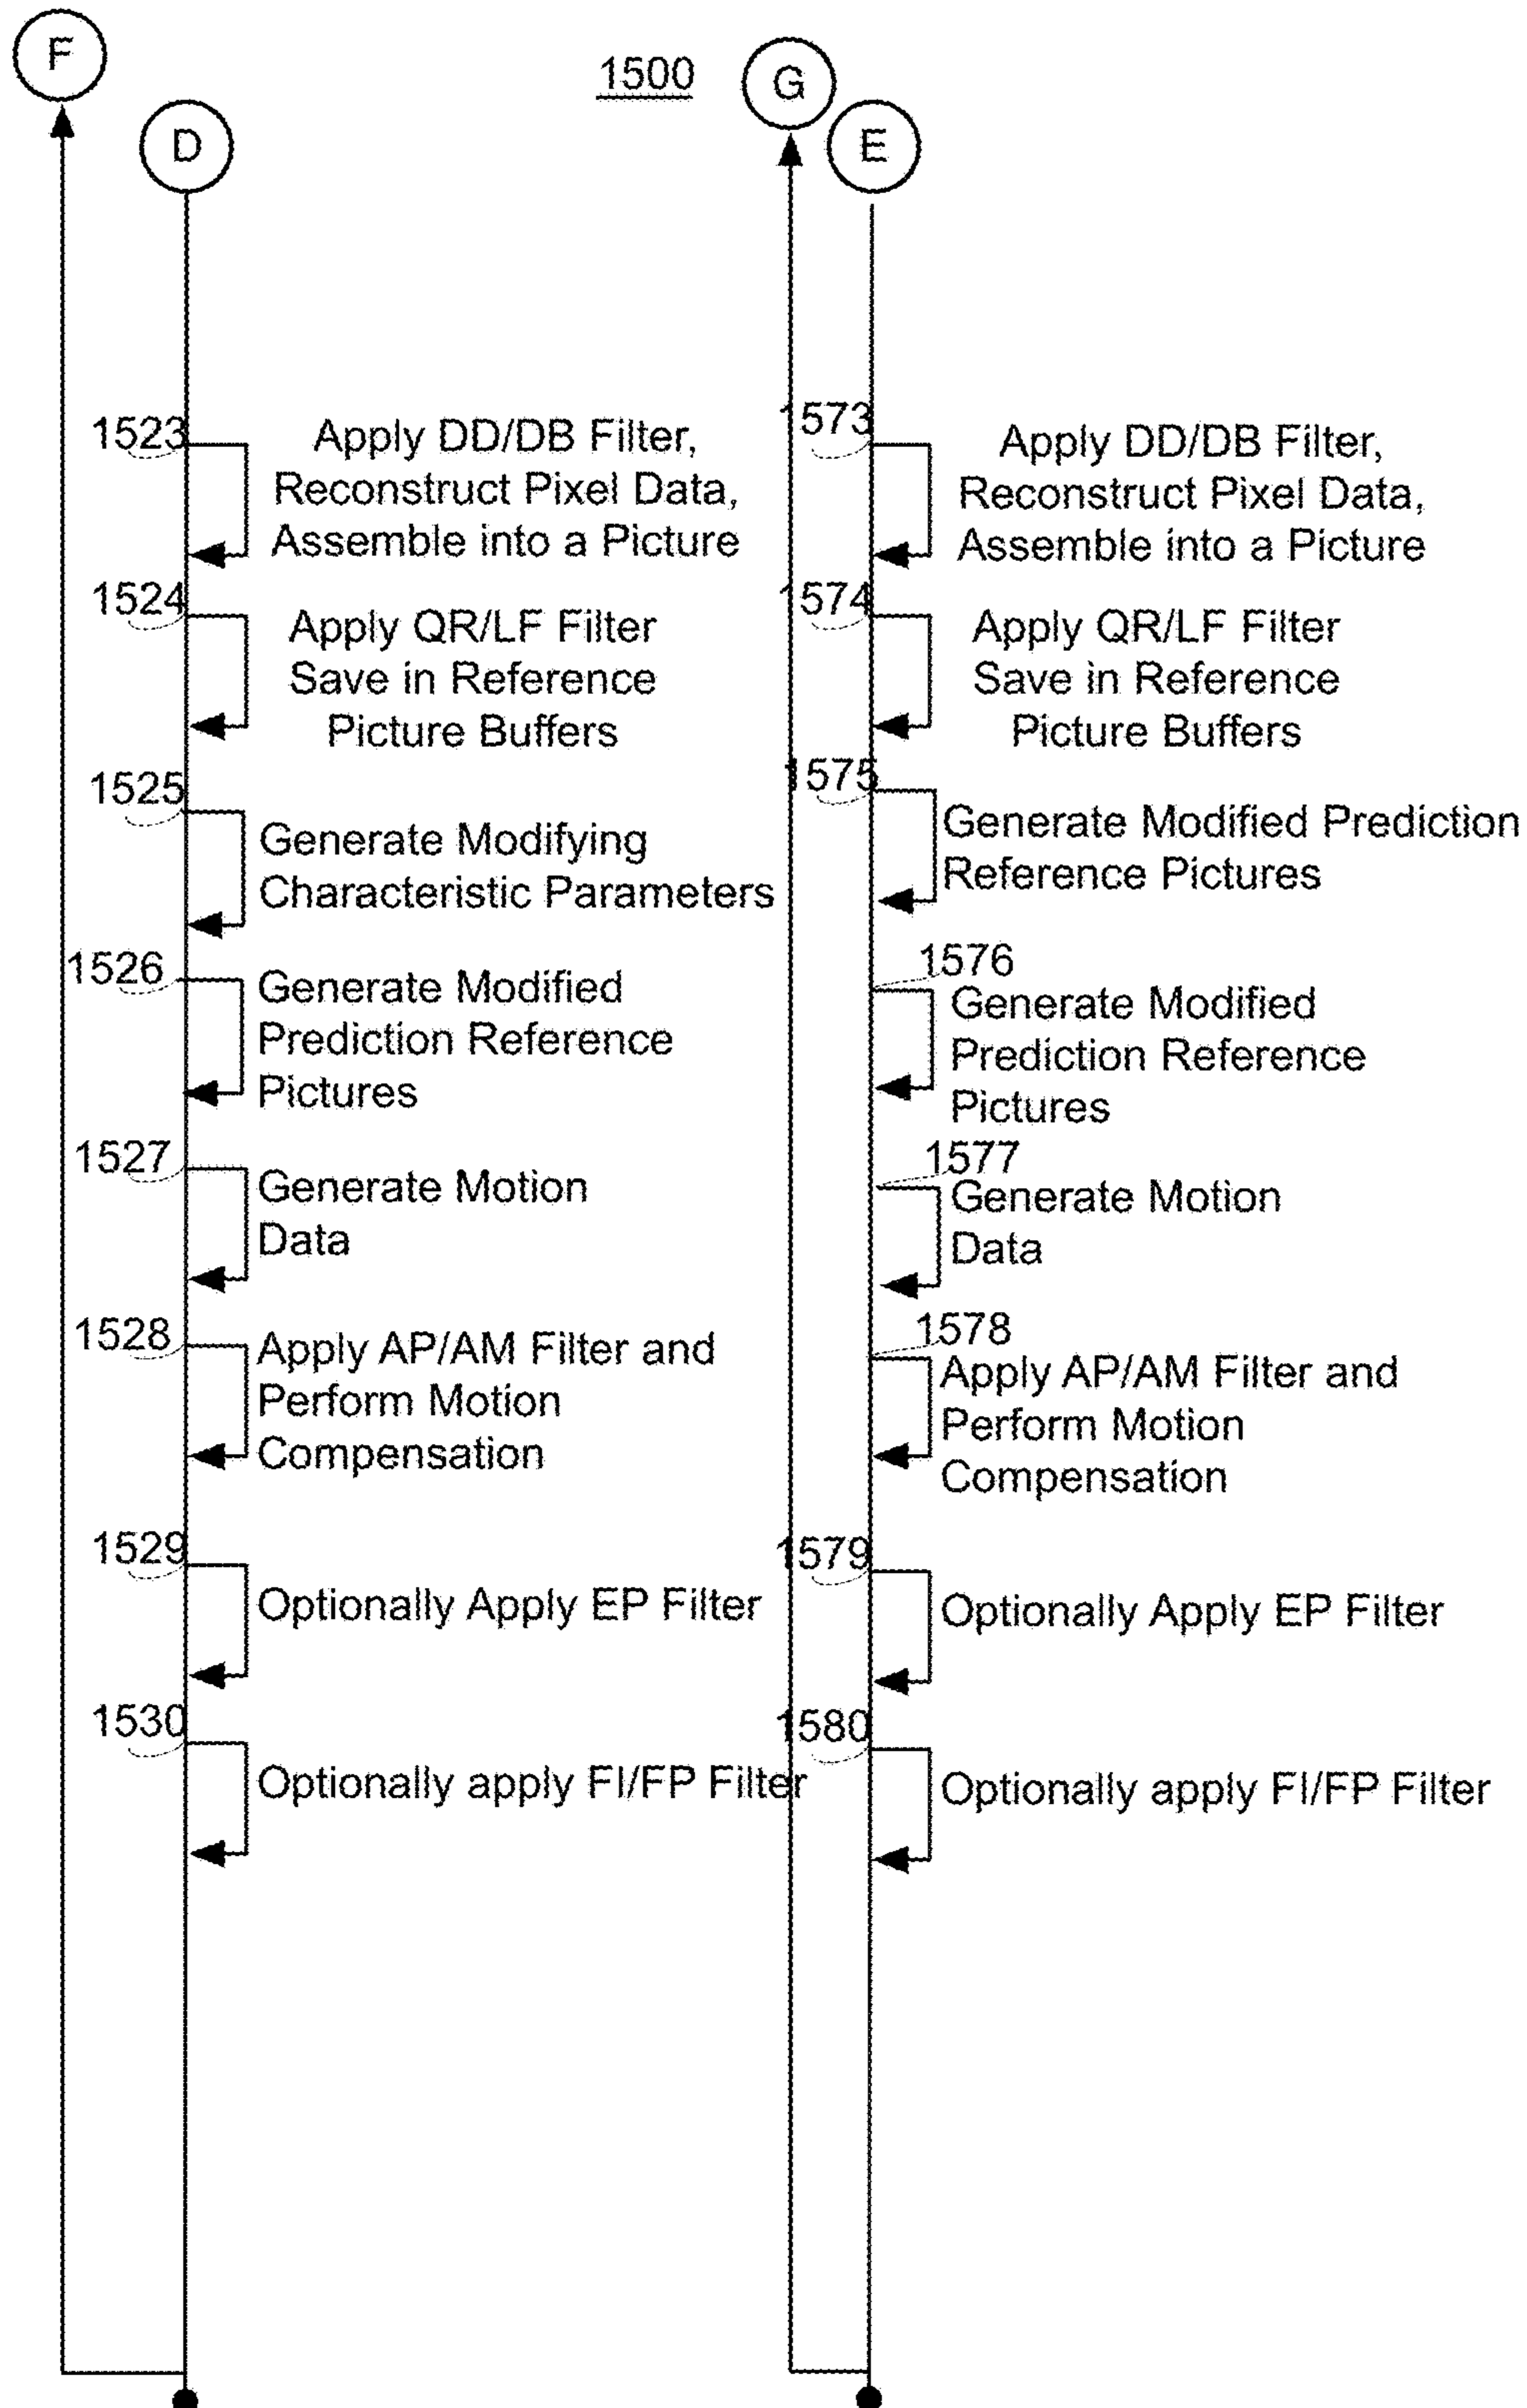 F
1500
G
D
E
1523
Apply DD/DB Filter,
Reconstruct Pixel Data,
Assemble into a Picture
1524
Apply QR/LF Filter
Save in Reference
Picture Buffers
1525
Generate Modifying
Characteristic Parameters
1526
Generate Modified
Prediction Reference
Pictures
1527
Generate Motion
Data
1528
Apply AP/AM Filter and
Perform Motion
Compensation
1529
Optionally Apply EP Filter
1530
Optionally apply FI/FP Filter
1573
Apply DD/DB Filter,
Reconstruct Pixel Data,
Assemble into a Picture
1574
Apply QR/LF Filter
Save in Reference
Picture Buffers
1575
Generate Modified Prediction
Reference Pictures
1576
Generate Modified
Prediction Reference
Pictures
1577
Generate Motion
Data
1578
Apply AP/AM Filter and
Perform Motion
Compensation
1579
Optionally Apply EP Filter
1580
Optionally apply FI/FP Filter